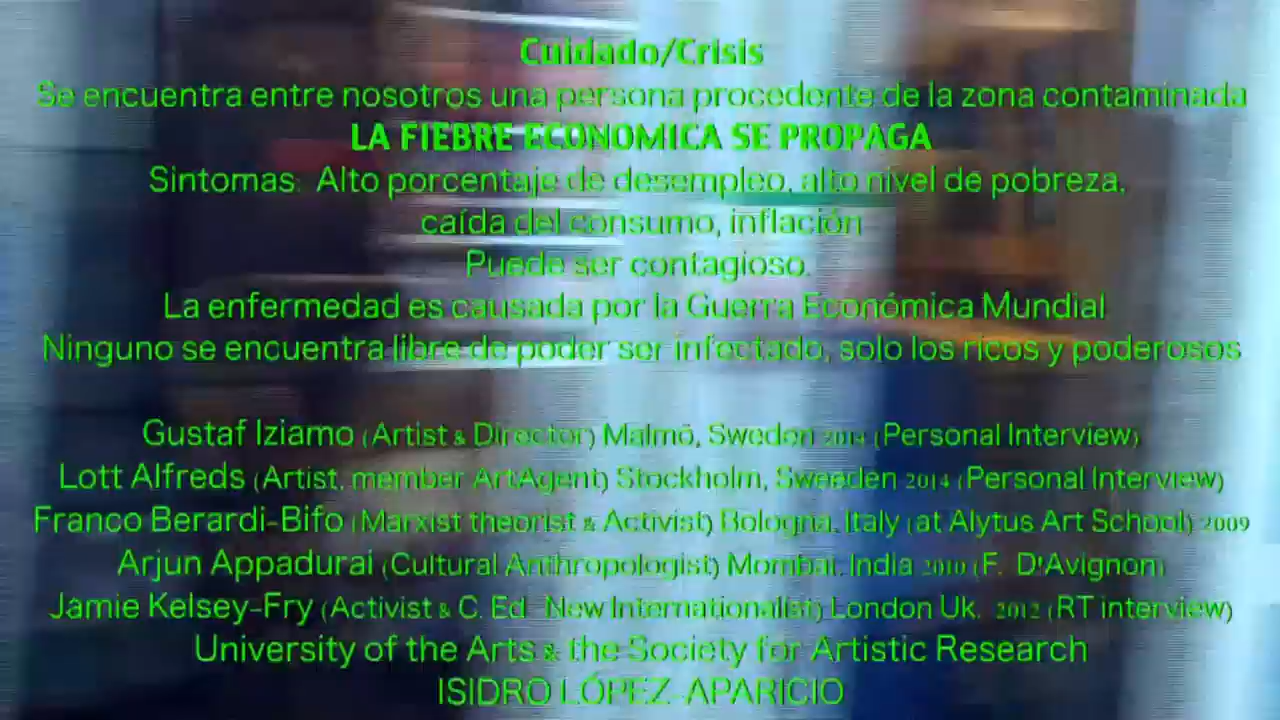 Cuidado/Crisis
Se encuentra entre nosotros una persona procedente de la zona contaminada
LA FIEBRE ECONOMICA SE PROPAGA
Sintomas: Alto porcentaje de desempleo, alto nivel de pobreza,
caída del consumo, inflación
Puede ser contagioso.
La enfermedad es causada por la Guerra Económica Mundial
Ninguno se encuentra libre de poder ser infectado, solo los ricos y poderosos
Gustaf Iziamo (Artist & Director) Malmö, Sweden 2014 (Personal Interview)
Lott Alfreds (Artist, member ArtAgent) Stockholm, Sweeden 2014 (Personal Interview)
Franco Berardi-Bifo (Marxist theorist & Activist) Bologna, Italy (at Alytus Art School) 2009
Arjun Appadurai (Cultural Anthropologist) Mombai, India 2010 (F. D'Avignon)
Jamie Kelsey-Fry (Activist & C. Ed. New Internationalist) London Uk. 2012 (RT interview)
University of the Arts & the Society for Artistic Research
ISIDRO LÓPEZ-APARICIO